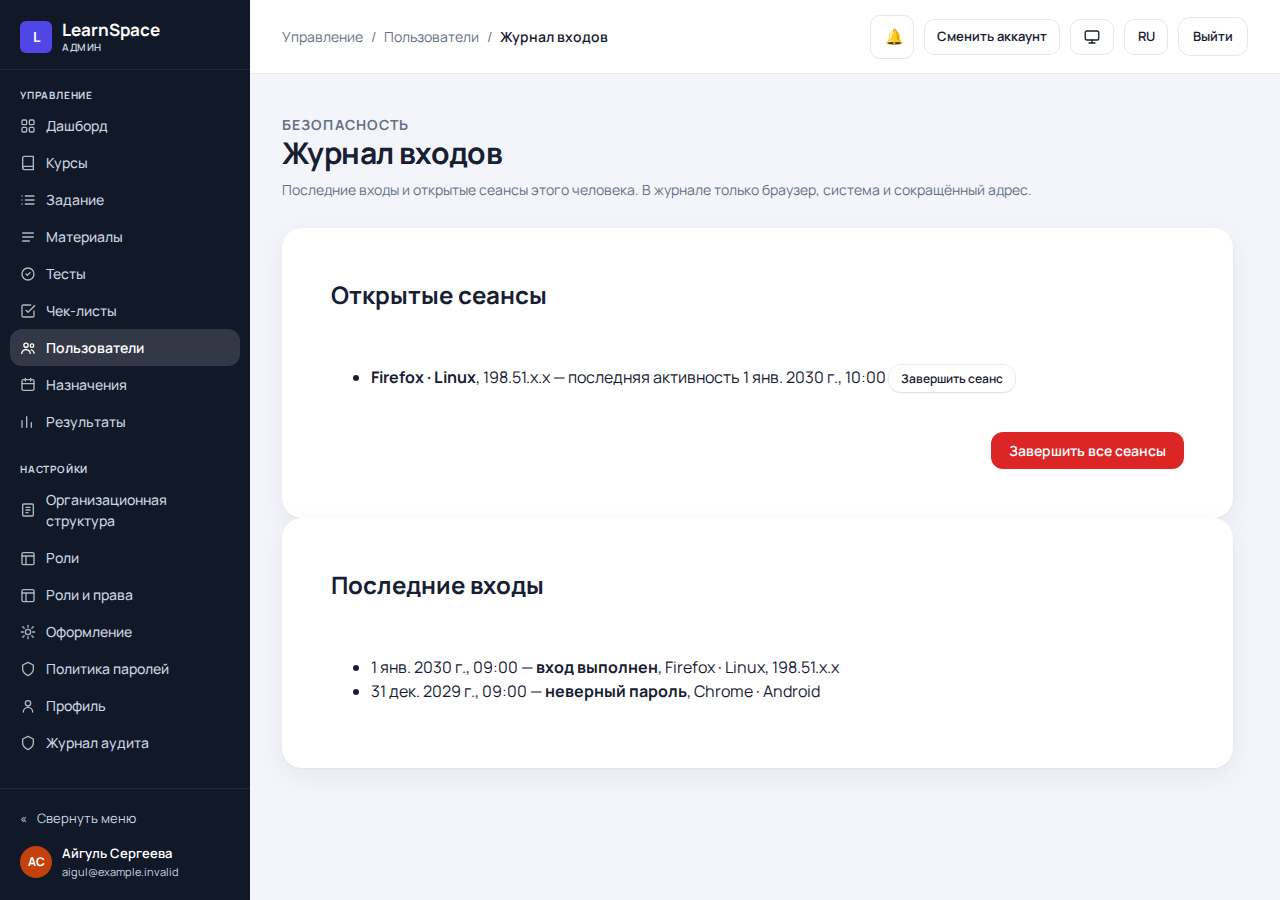 L
LearnSpace
АДМИН
УПРАВЛЕНИЕ
Дашборд
Курсы
Задание
Материалы
Тесты
Чек-листы
Пользователи
Назначения
Результаты
НАСТРОЙКИ
Организационная
структура
Роли
Роли и права
Оформление
Политика паролей
Профиль
Журнал аудита
« Свернуть меню
АС
Айгуль Сергеева
aigul@example.invalid
Управление / Пользователи / Журнал входов
Сменить аккаунт
RU
Выйти
БЕЗОПАСНОСТЬ
Журнал входов
Последние входы и открытые сеансы этого человека. В журнале только браузер, система и сокращённый адрес.
Открытые сеансы
Firefox · Linux, 198.51.x.x — последняя активность 1 янв. 2030 г., 10:00 Завершить сеанс
Завершить все сеансы
Последние входы
1 янв. 2030 г., 09:00 — вход выполнен, Firefox · Linux, 198.51.x.x
31 дек. 2029 г., 09:00 — неверный пароль, Chrome · Android